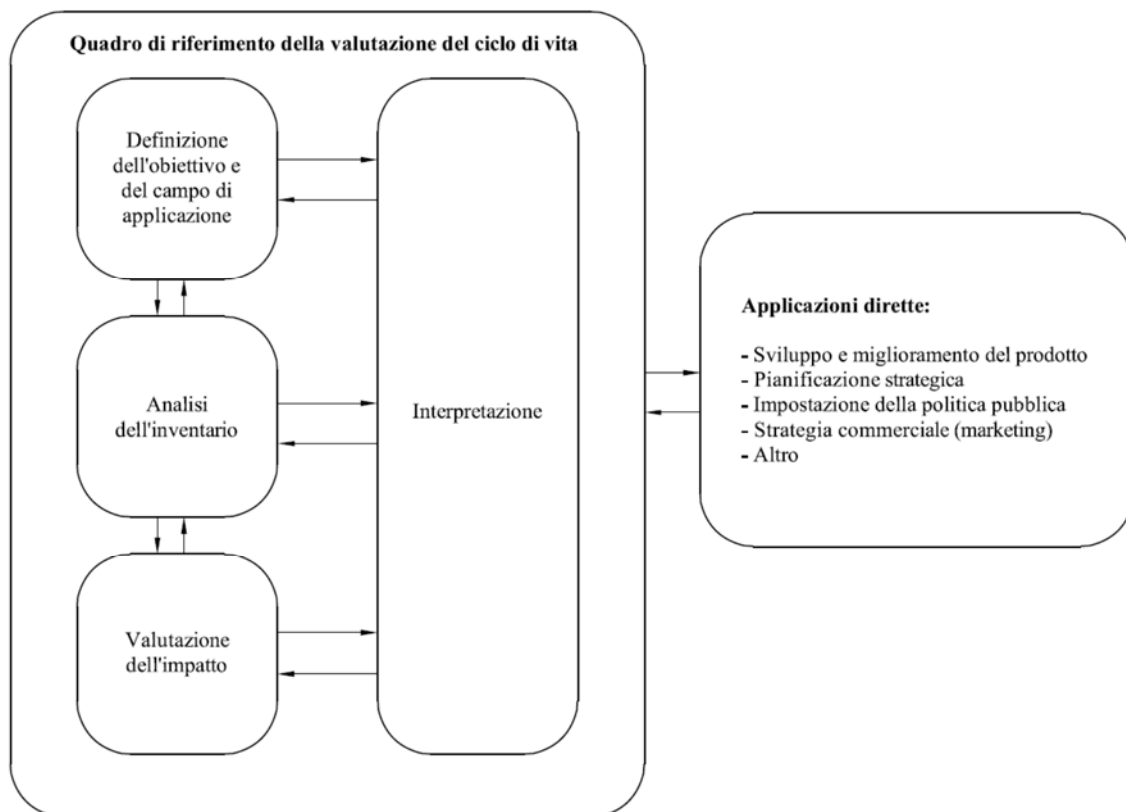 Quadro di riferimento della valutazione del ciclo di vita
Definizione
dell'obiettivo e
del campo di
applicazione
Analisi
dell'inventario
Valutazione
dell'impatto
Interpretazione
Applicazioni dirette:
- Sviluppo e miglioramento del prodotto
- Pianificazione strategica
- Impostazione della politica pubblica
- Strategia commerciale (marketing)
- Altro